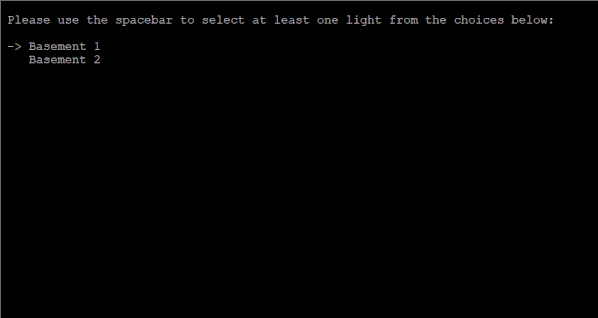 Please use the spacebar to select at least one light from the choices below:
-> Basement 1
Basement 2